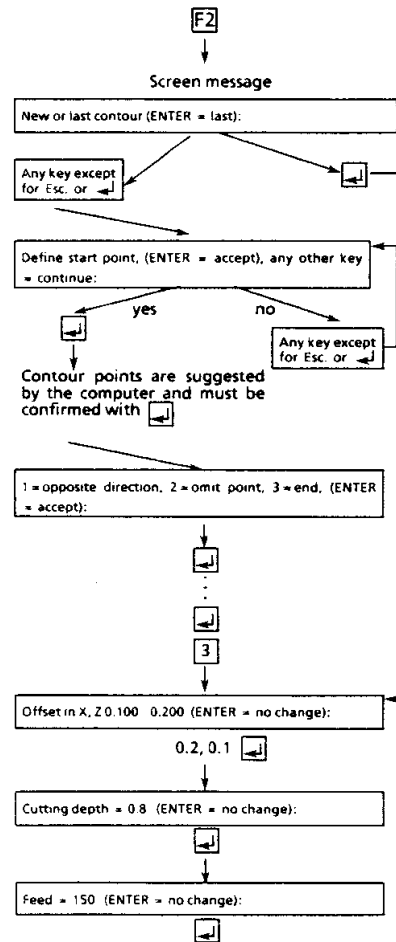 F2
Screen message
New or last contour (ENTER = last):
Any key except
for Esc. or ↵
↵
Define start point, (ENTER = accept), any other key
= continue:
yes
no
↵
Any key except
for Esc. or ↵
Contour points are suggested
by the computer and must be
confirmed with ↵
1 = opposite direction, 2 = omit point, 3 = end, (ENTER
= accept):
↵
↵
3
Offset in X, Z 0.100 0.200 (ENTER = no change):
0.2, 0.1 ↵
Cutting depth = 0.8 (ENTER = no change):
↵
Feed = 150 (ENTER = no change):
↵